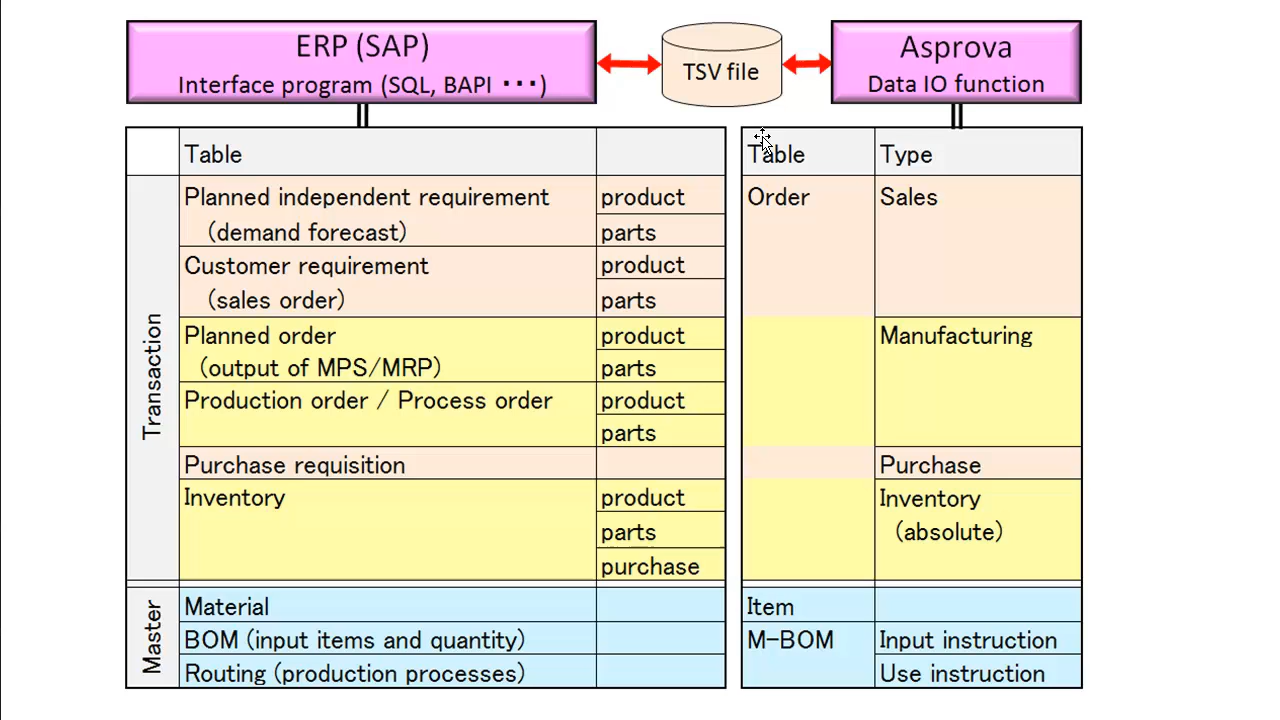 ERP (SAP)
Interface program (SQL, BAPI ・・・)
TSV file
Asprova
Data IO function
Table
Table
Type
Transaction
Planned independent requirement
product
Order
Sales
(demand forecast)
parts
Customer requirement
product
(sales order)
parts
Planned order
product
Manufacturing
(output of MPS/MRP)
parts
Production order / Process order
product
parts
Purchase requisition
Purchase
Inventory
product
Inventory
parts
(absolute)
purchase
Master
Material
Item
BOM (input items and quantity)
M-BOM
Input instruction
Routing (production processes)
Use instruction